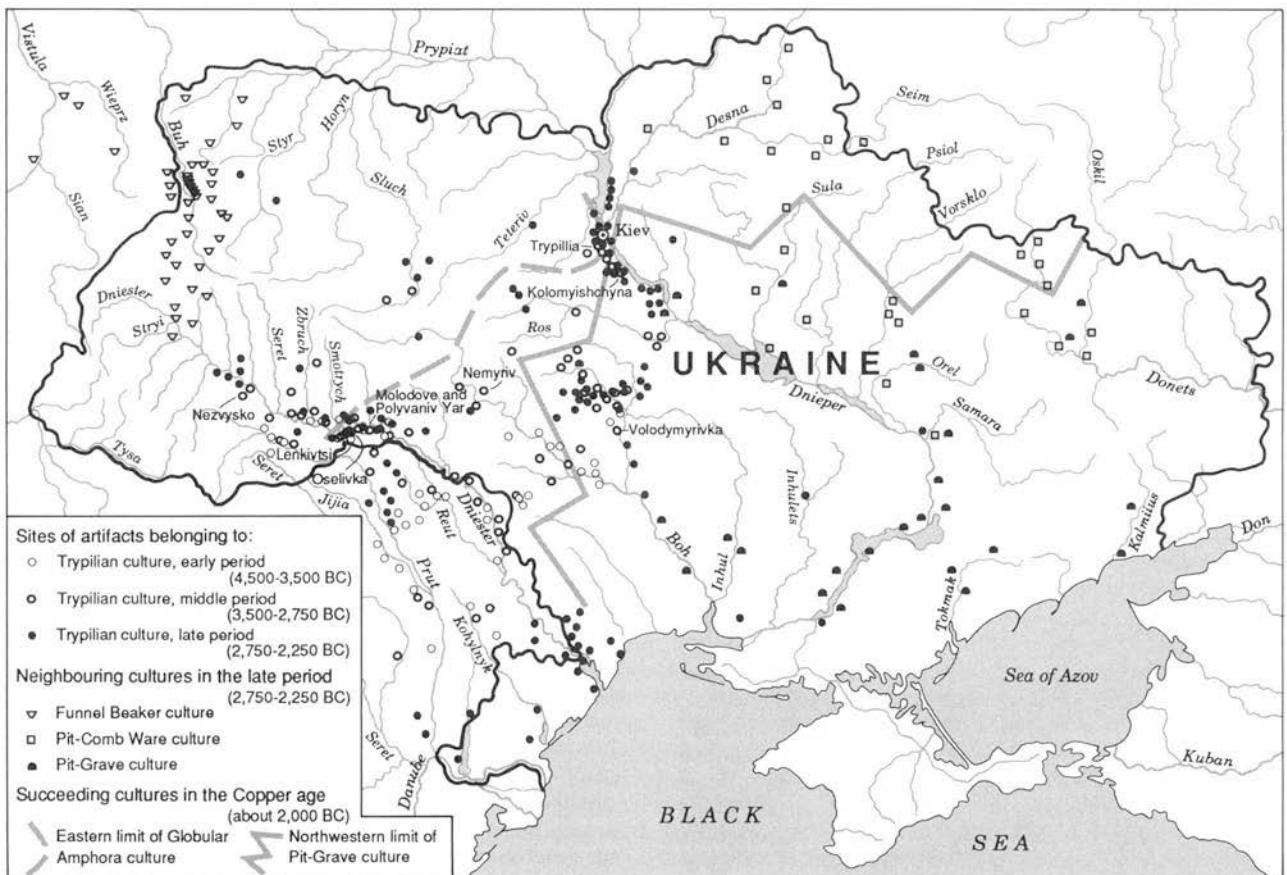 Vistula
Wieprz
Buh
Styr
Horyn
Prypiat
Sluch
Sian
Desna
Seim
Psiol
Oskil
Sula
Vorsklo
Teteriv
Kiev
Trypillia
Kolomyishchyna
Dniester
Stryi
Seret
Zbruch
Smotrych
Ros
UKRAINE
Nemyriv
Molodove and
Polyvaniv Yar
Nezvysko
Orel
Donets
Dnieper
Samara
Volodymyrivka
Lenkivtsi
Oselivka
Tysa
Seret
Jijia
Reut
Dniester
Prut
Kohylnyk
Boh
Inhul
Inhulets
Tokmak
Kalmiius
Don
Sea of Azov
Kuban
Seret
Danube
BLACK
SEA
Sites of artifacts belonging to:
Trypilian culture, early period
(4,500-3,500 BC)
Trypilian culture, middle period
(3,500-2,750 BC)
Trypilian culture, late period
(2,750-2,250 BC)
Neighbouring cultures in the late period
(2,750-2,250 BC)
Funnel Beaker culture
Pit-Comb Ware culture
Pit-Grave culture
Succeeding cultures in the Copper age
(about 2,000 BC)
Eastern limit of Globular
Amphora culture
Northwestern limit of
Pit-Grave culture